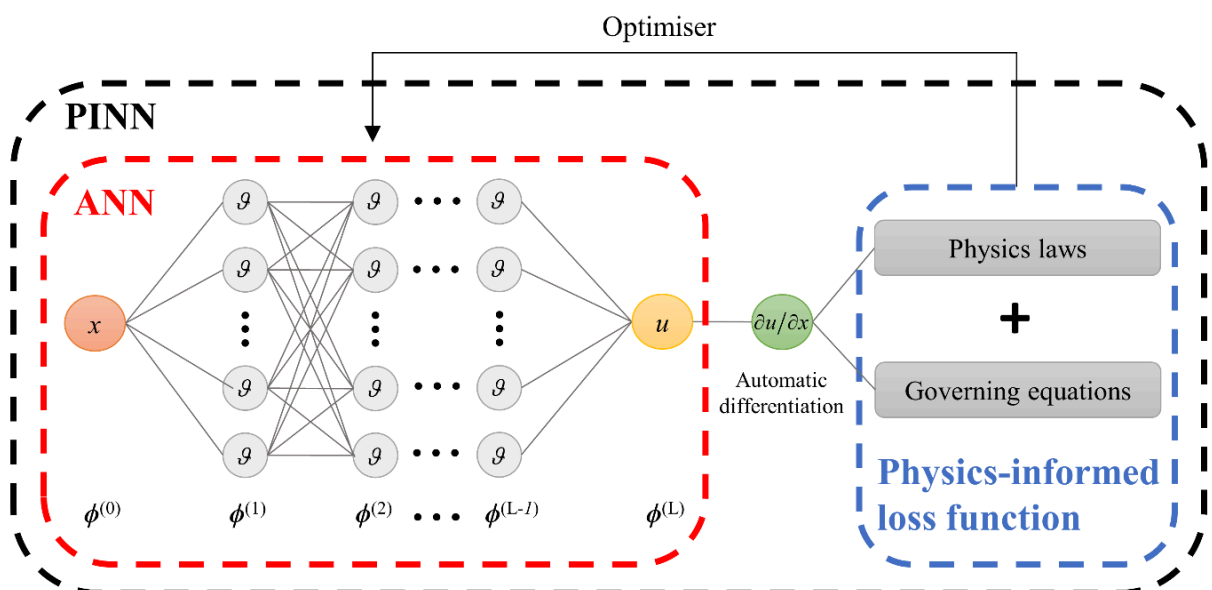 Optimiser
PINN
ANN
ϑ ϑ ••• ϑ
ϑ ϑ ••• ϑ
x u ∂u/∂x
ϑ ϑ ••• ϑ
ϑ ϑ ••• ϑ
ϕ(0) ϕ(1) ϕ(2) ••• ϕ(L-1) ϕ(L)
Automatic
differentiation
Physics laws
+
Governing equations
Physics-informed
loss function